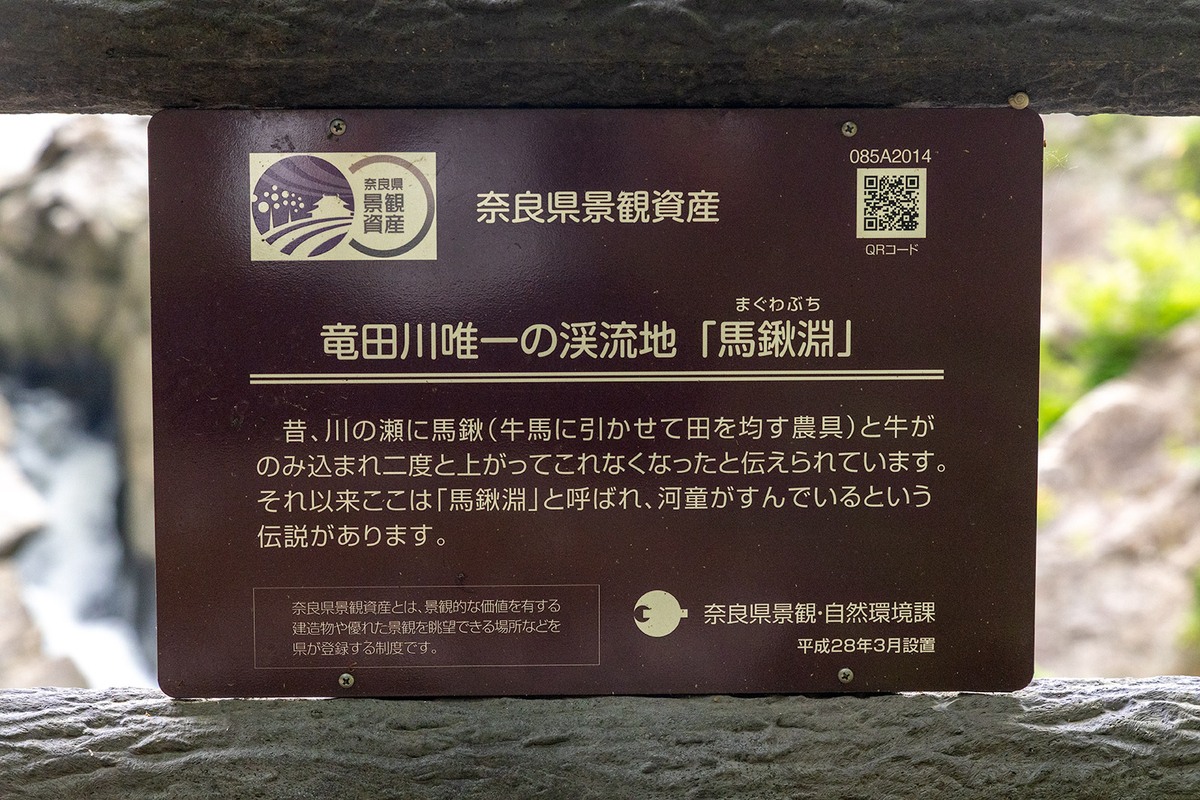 085A2014
奈良県
景観
資産
奈良県景観資産
QRコード
まぐわぶち
竜田川唯一の渓流地「馬鍬淵」
昔、川の瀬に馬鍬(牛馬に引かせて田を均す農具)と牛が
のみ込まれ二度と上がってこれなくなったと伝えられています。
それ以来ここは「馬鍬淵」と呼ばれ、河童がすんでいるという
伝説があります。
奈良県景観資産とは、景観的な価値を有する
建造物や優れた景観を眺望できる場所などを
県が登録する制度です。
奈良県景観・自然環境課
平成28年3月設置